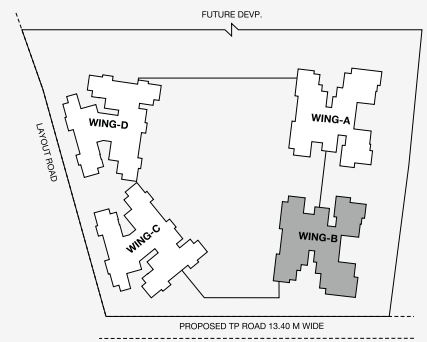 FUTURE DEVP.
WING-D
WING-A
LAYOUT ROAD
WING-C
WING-B
PROPOSED TP ROAD 13.40 M WIDE